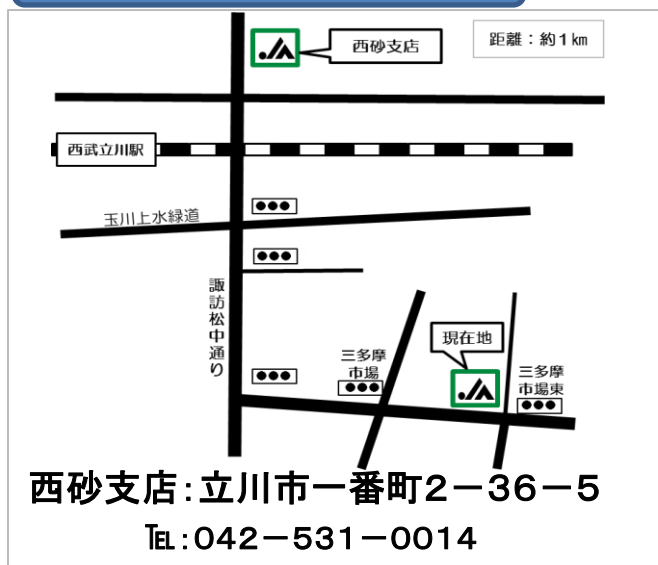 西砂支店
距離：約１㎞
西武立川駅
玉川上水緑道
諏訪松中通り
現在地
三多摩
市場
三多摩
市場東
西砂支店：立川市一番町２－３６－５
℡：０４２－５３１－００１４